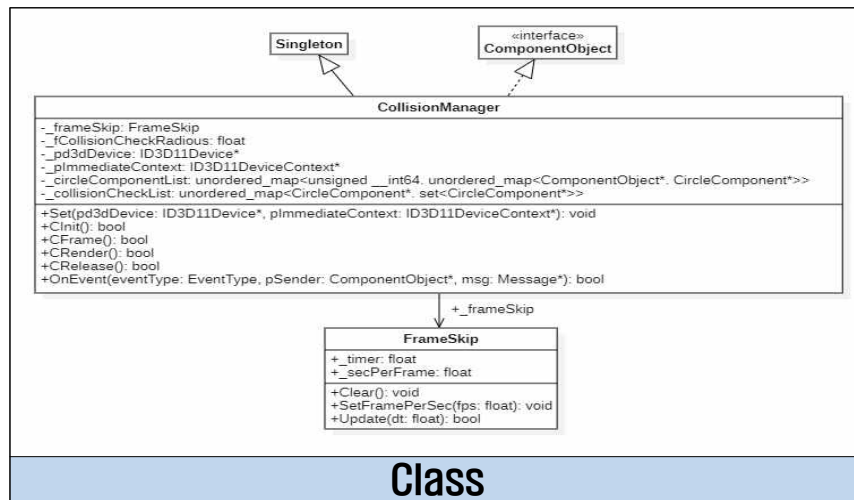 Singleton
«interface»
ComponentObject
CollisionManager
-_frameSkip: FrameSkip
-_fCollisionCheckRadious: float
-_pd3dDevice: ID3D11Device*
-_pImmediateContext: ID3D11DeviceContext*
-_circleComponentList: unordered_map<unsigned __int64. unordered_map<ComponentObject*. CircleComponent*>>
-_collisionCheckList: unordered_map<CircleComponent*. set<CircleComponent*>>
+Set(pd3dDevice: ID3D11Device*, pImmediateContext: ID3D11DeviceContext*): void
+CInit(): bool
+CFrame(): bool
+CRender(): bool
+CRelease(): bool
+OnEvent(eventType: EventType, pSender: ComponentObject*, msg: Message*): bool
+_frameSkip
FrameSkip
+_timer: float
+_secPerFrame: float
+Clear(): void
+SetFramePerSec(fps: float): void
+Update(dt: float): bool
Class